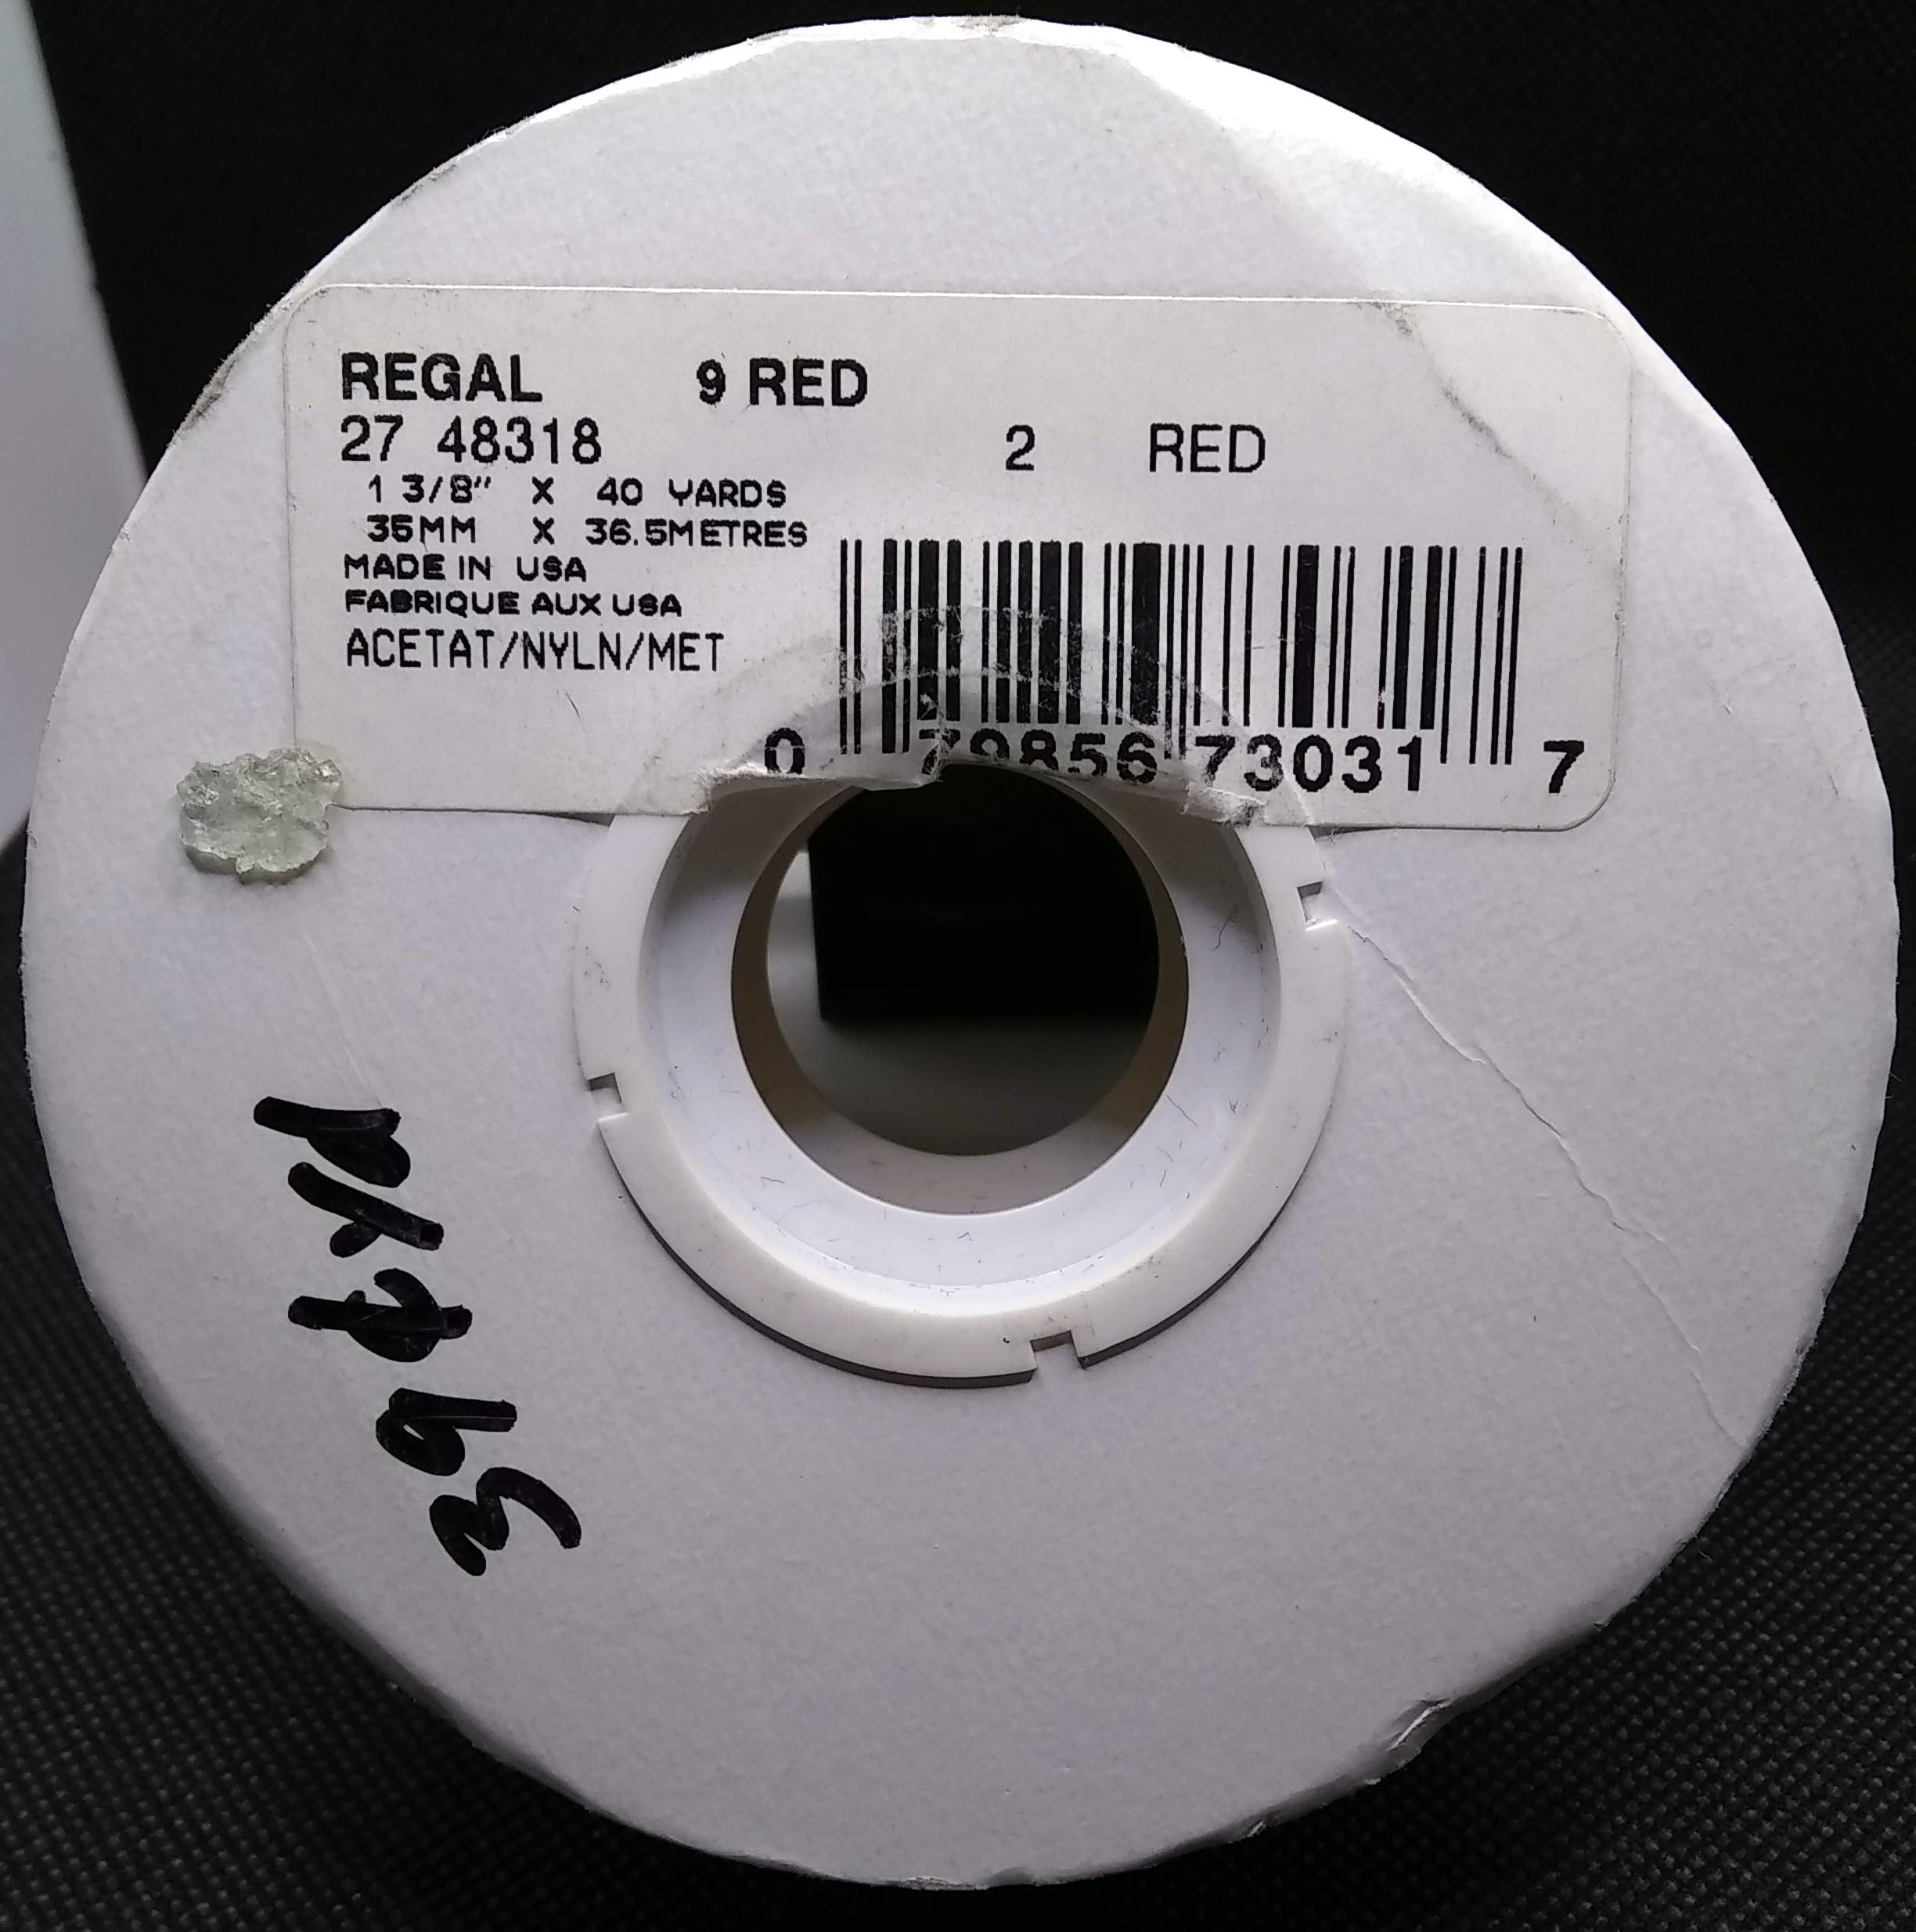 REGAL 9 RED
27 48318 2 RED
1 3/8" X 40 YARDS
35MM X 36.5METRES
MADE IN USA
FABRIQUE AUX USA
ACETAT/NYLN/MET
0 79856 73031 7